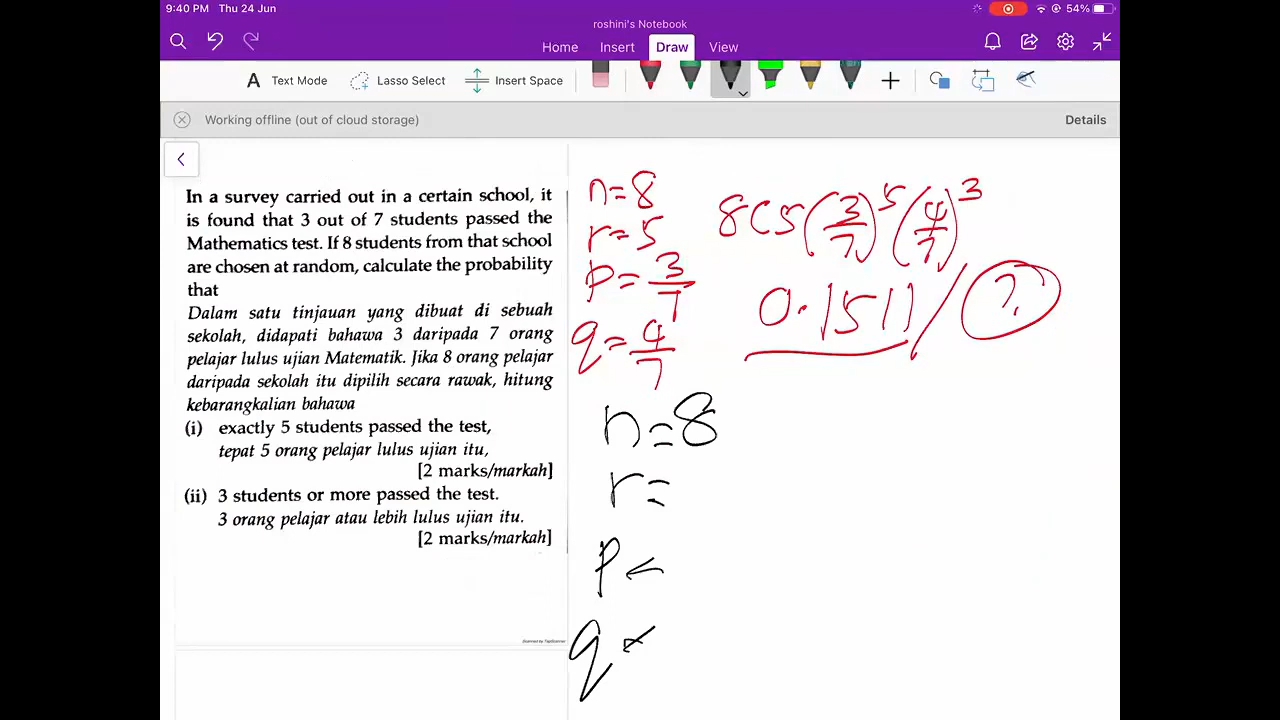 9:40 PM Thu 24 Jun
54%
roshini's Notebook
Home Insert Draw View
A Text Mode Lasso Select Insert Space
Working offline (out of cloud storage) Details
In a survey carried out in a certain school, it
is found that 3 out of 7 students passed the
Mathematics test. If 8 students from that school
are chosen at random, calculate the probability
that
Dalam satu tinjauan yang dibuat di sebuah
sekolah, didapati bahawa 3 daripada 7 orang
pelajar lulus ujian Matematik. Jika 8 orang pelajar
daripada sekolah itu dipilih secara rawak, hitung
kebarangkalian bahawa
(i) exactly 5 students passed the test,
tepat 5 orang pelajar lulus ujian itu,
[2 marks/markah]
(ii) 3 students or more passed the test.
3 orang pelajar atau lebih lulus ujian itu.
[2 marks/markah]
Scanned by TapScanner
n=8
r=5
p=3/7
q=4/7
8C5(3/7)^5(4/7)^3
0.1511 / ?
n=8
r=
p
q